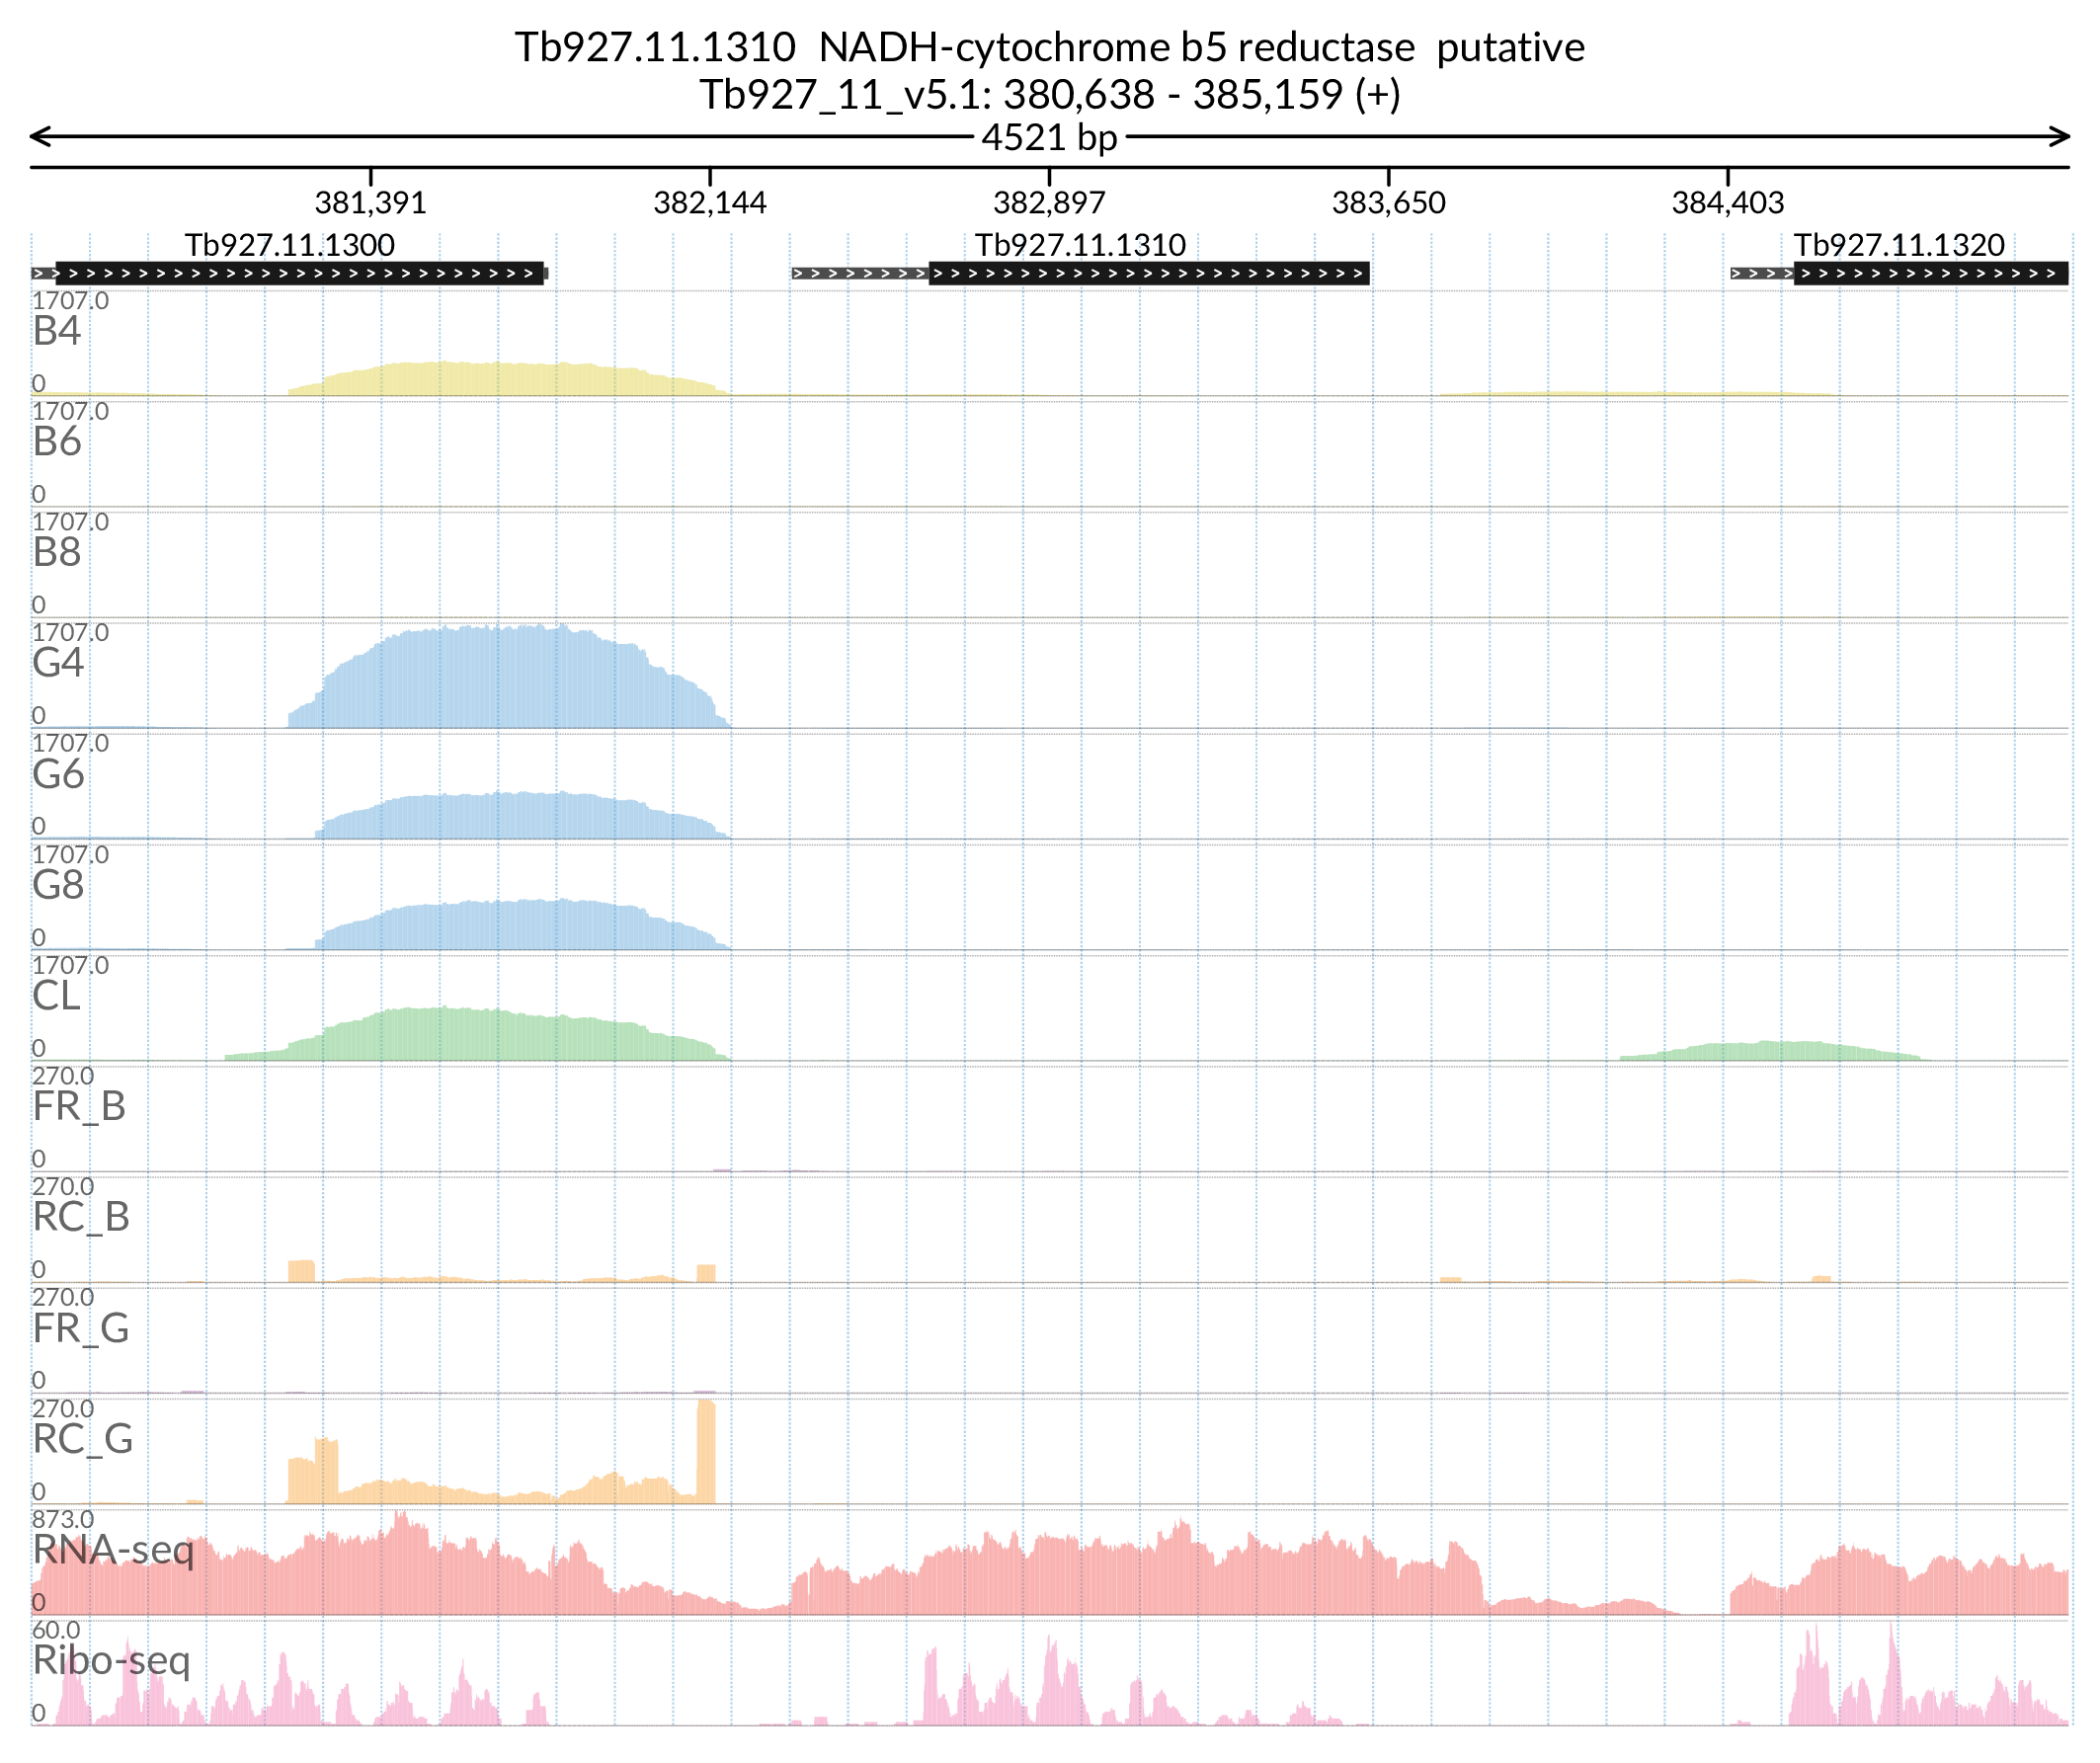 Tb927.11.1310 NADH-cytochrome b5 reductase putative
Tb927_11_v5.1: 380,638 - 385,159 (+)
4521 bp
381,391 382,144 382,897 383,650 384,403
Tb927.11.1300 Tb927.11.1310 Tb927.11.1320
1707.0
B4
0
1707.0
B6
0
1707.0
B8
0
1707.0
G4
0
1707.0
G6
0
1707.0
G8
0
1707.0
CL
0
270.0
FR_B
0
270.0
RC_B
0
270.0
FR_G
0
270.0
RC_G
0
873.0
RNA-seq
0
60.0
Ribo-seq
0